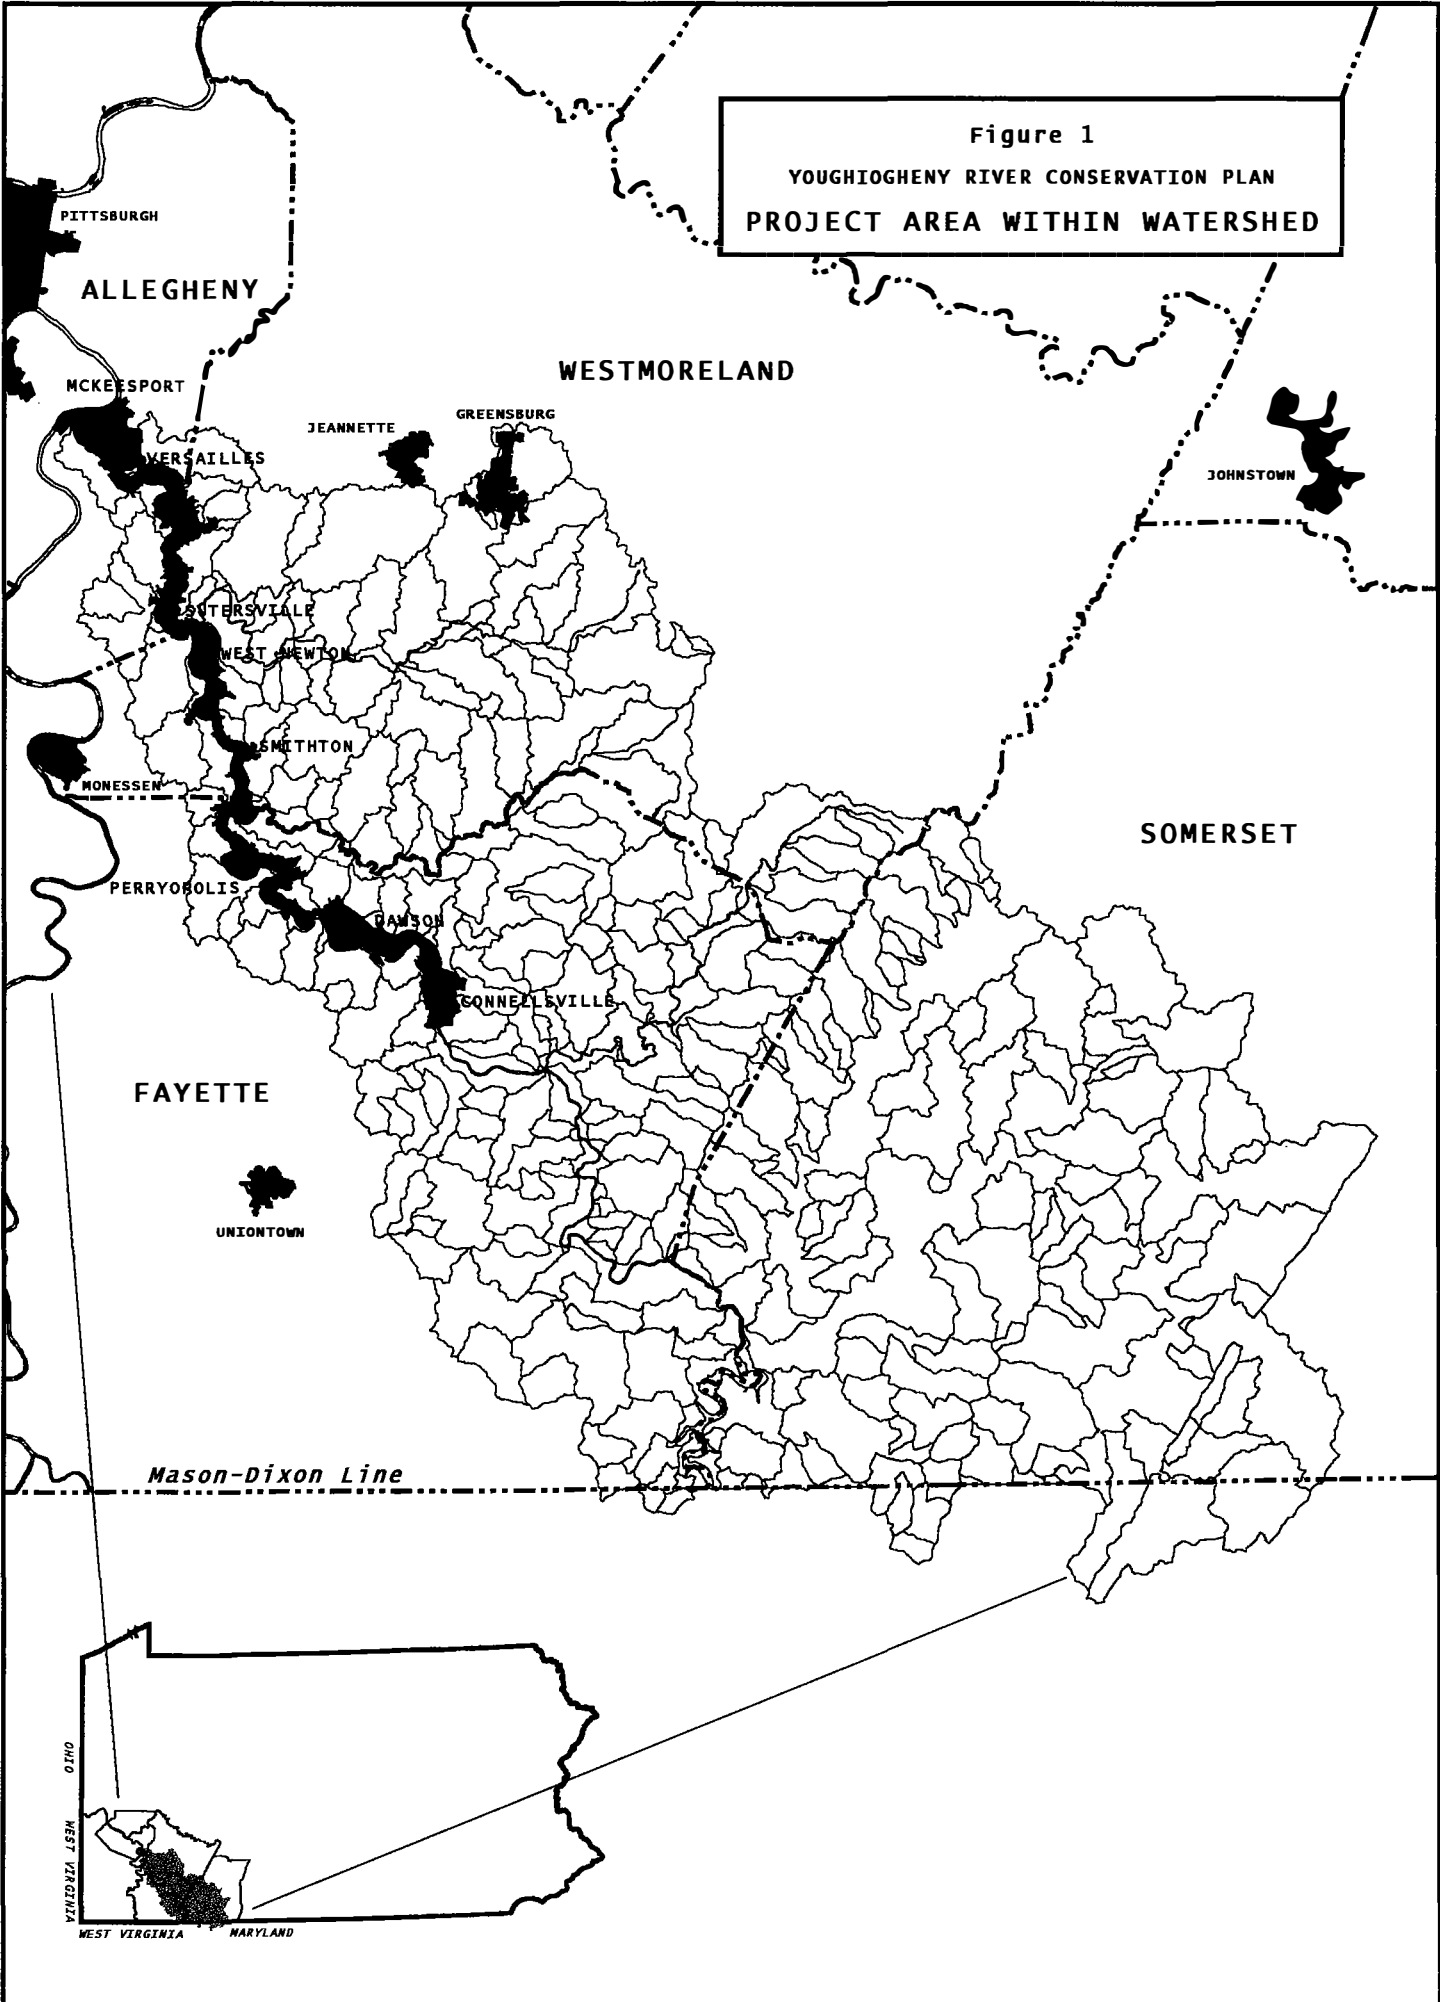 Figure 1
YOUGHIOGHENY RIVER CONSERVATION PLAN
PROJECT AREA WITHIN WATERSHED
PITTSBURGH
ALLEGHENY
WESTMORELAND
MCKEESPORT
JEANNETTE
GREENSBURG
VERSAILLES
JOHNSTOWN
SUTERSVILLE
WEST NEWTON
SMITHTON
MONESSEN
SOMERSET
PERRYOPOLIS
DAWSON
CONNELLSVILLE
FAYETTE
UNIONTOWN
Mason-Dixon Line
OHIO
WEST VIRGINIA
WEST VIRGINIA
MARYLAND